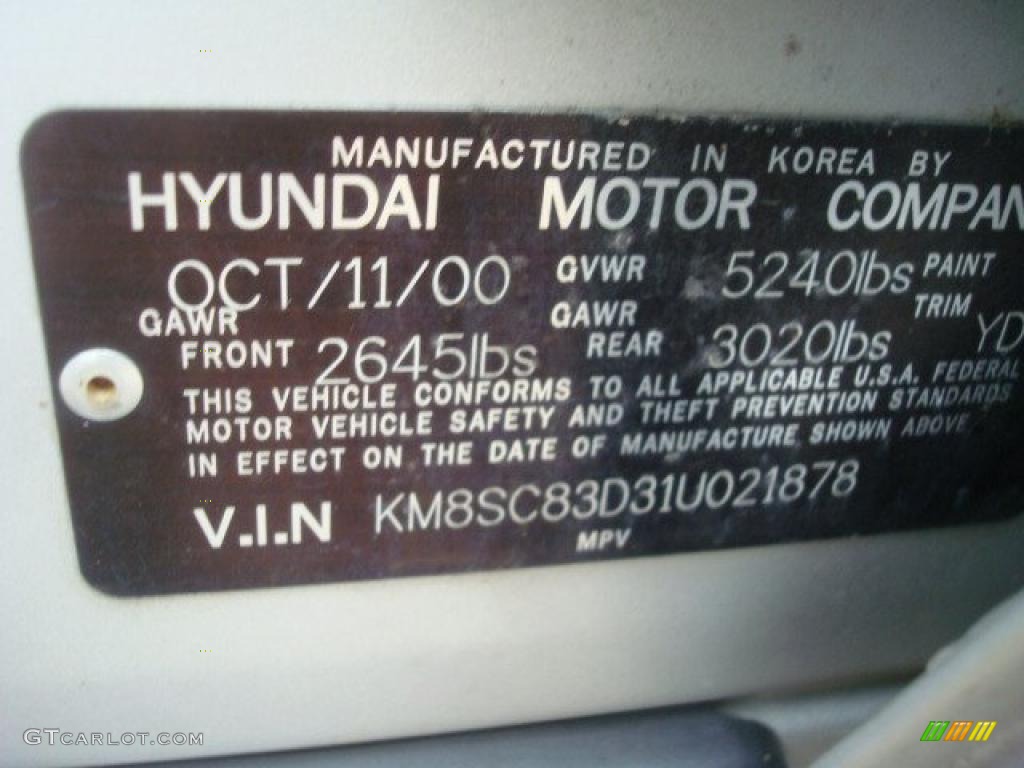 MANUFACTURED IN KOREA BY
HYUNDAI MOTOR COMPAN
OCT/11/00 GVWR 5240lbs PAINT
GAWR FRONT 2645lbs GAWR REAR 3020lbs TRIM YD
THIS VEHICLE CONFORMS TO ALL APPLICABLE U.S.A. FEDERAL
MOTOR VEHICLE SAFETY AND THEFT PREVENTION STANDARDS
IN EFFECT ON THE DATE OF MANUFACTURE SHOWN ABOVE
V.I.N KM8SC83D31U021878
MPV
GTCARLOT.COM